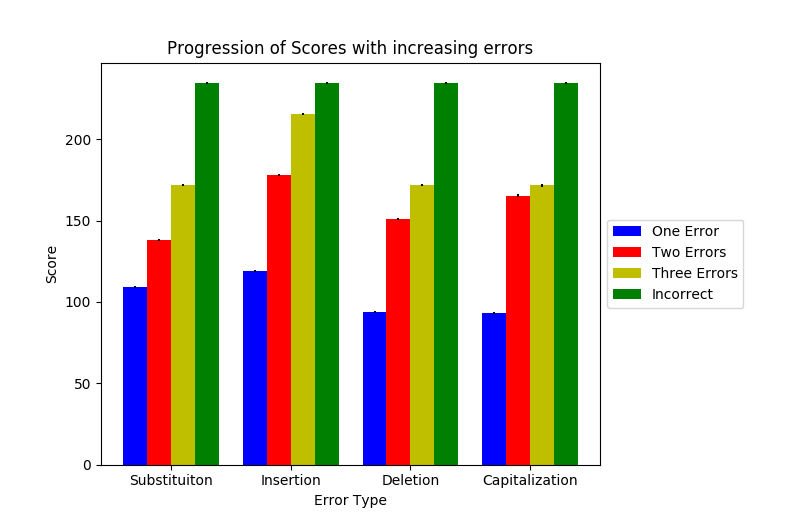 Progression of Scores with increasing errors
Score
200
150
100
50
0
Substituiton Insertion Deletion Capitalization
Error Type
One Error
Two Errors
Three Errors
Incorrect